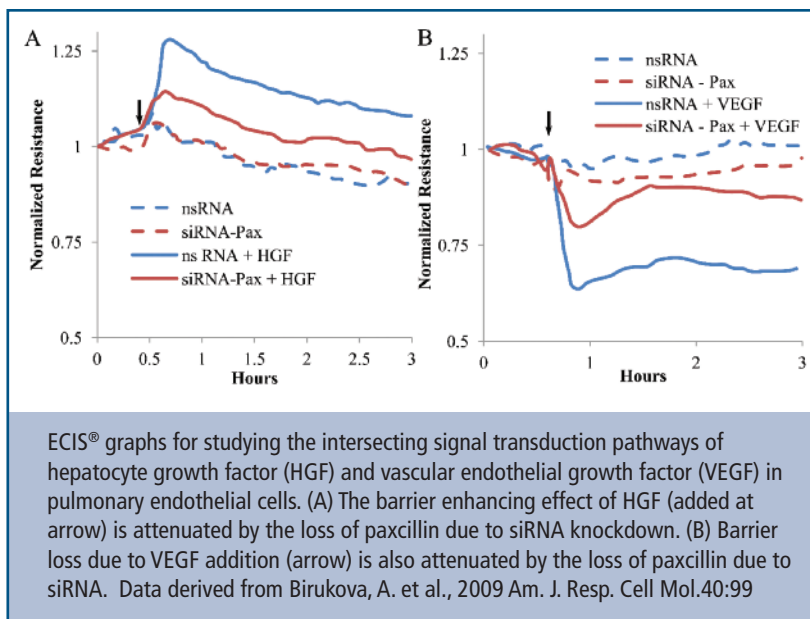 A
1.25
1
0.75
0.5
Normalized Resistance
nsRNA
siRNA-Pax
ns RNA + HGF
siRNA-Pax + HGF
0 0.5 1 1.5 2 2.5 3
Hours
B
1.25
1
0.75
0.5
Normalized Resistance
nsRNA
siRNA - Pax
nsRNA + VEGF
siRNA - Pax + VEGF
0 1 2 3
Hours
ECIS® graphs for studying the intersecting signal transduction pathways of
hepatocyte growth factor (HGF) and vascular endothelial growth factor (VEGF) in
pulmonary endothelial cells. (A) The barrier enhancing effect of HGF (added at
arrow) is attenuated by the loss of paxcillin due to siRNA knockdown. (B) Barrier
loss due to VEGF addition (arrow) is also attenuated by the loss of paxcillin due to
siRNA. Data derived from Birukova, A. et al., 2009 Am. J. Resp. Cell Mol.40:99